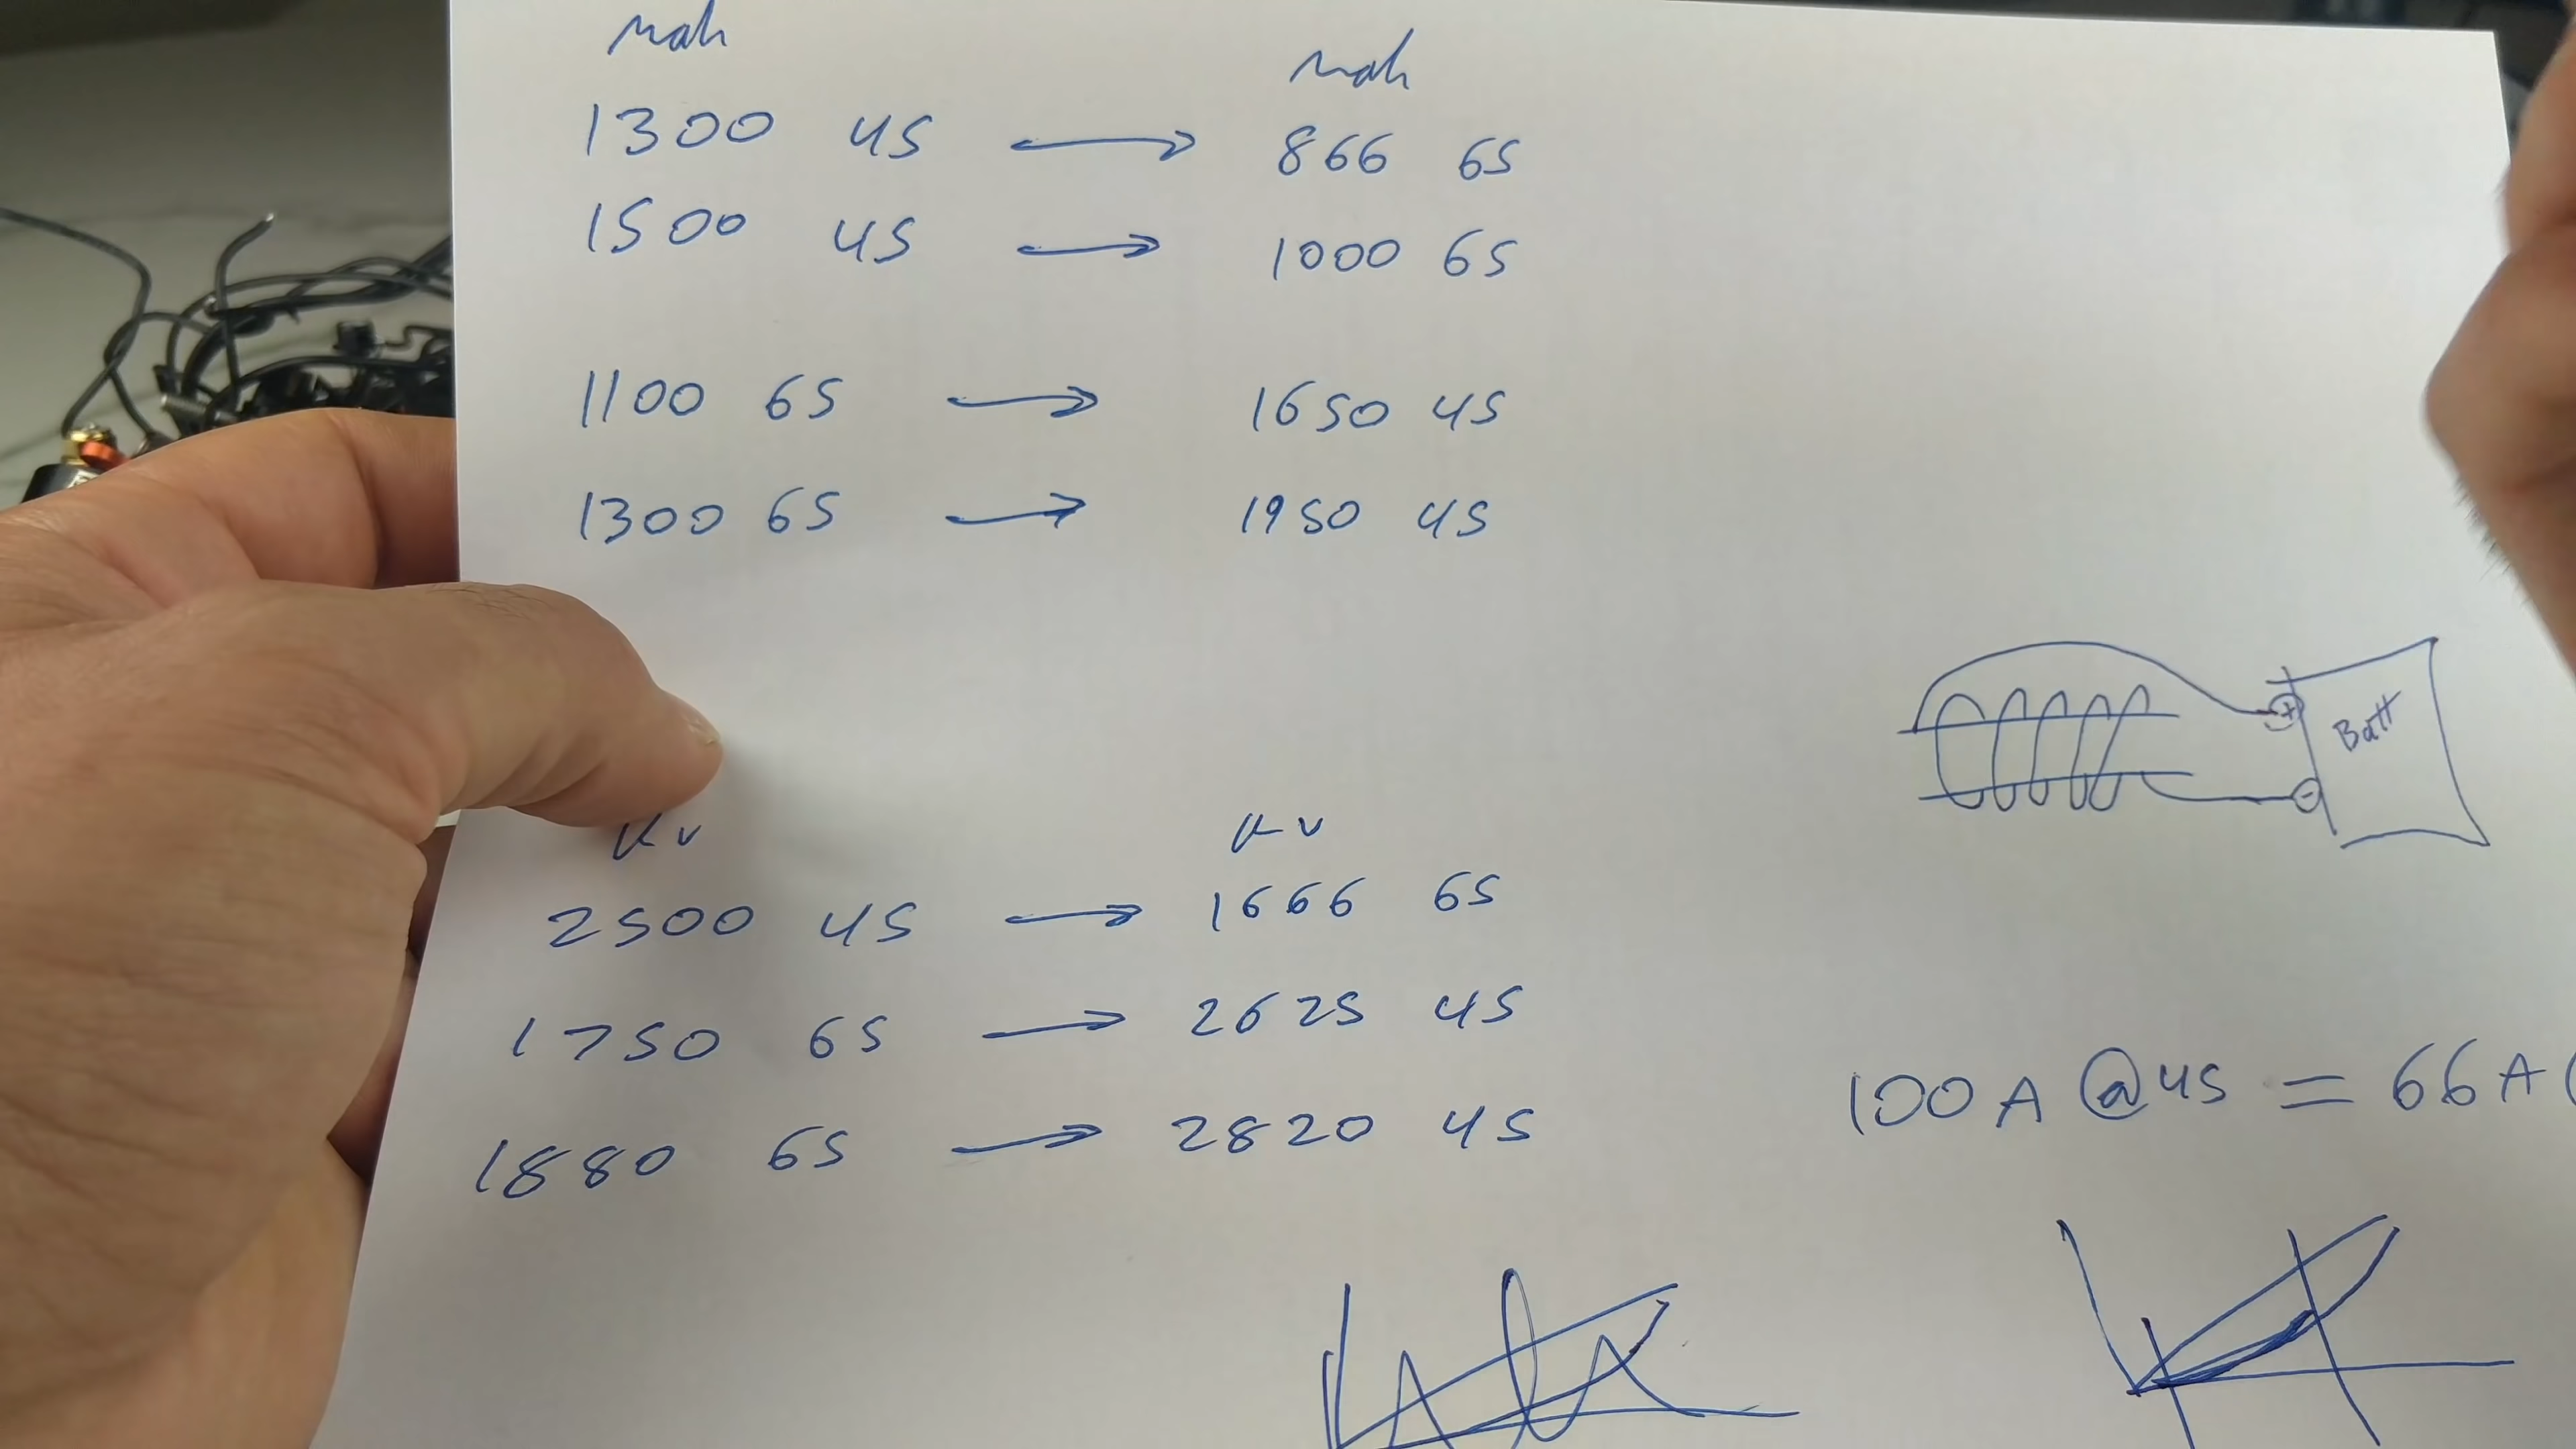 mah mah
1300 4S → 866 6S
1500 4S → 1000 6S
1100 6S → 1650 4S
1300 6S → 1950 4S
+ Batt
-
Kv Kv
2500 4S → 1666 6S
1750 6S → 2625 4S
1880 6S → 2820 4S
100A @4S = 66A